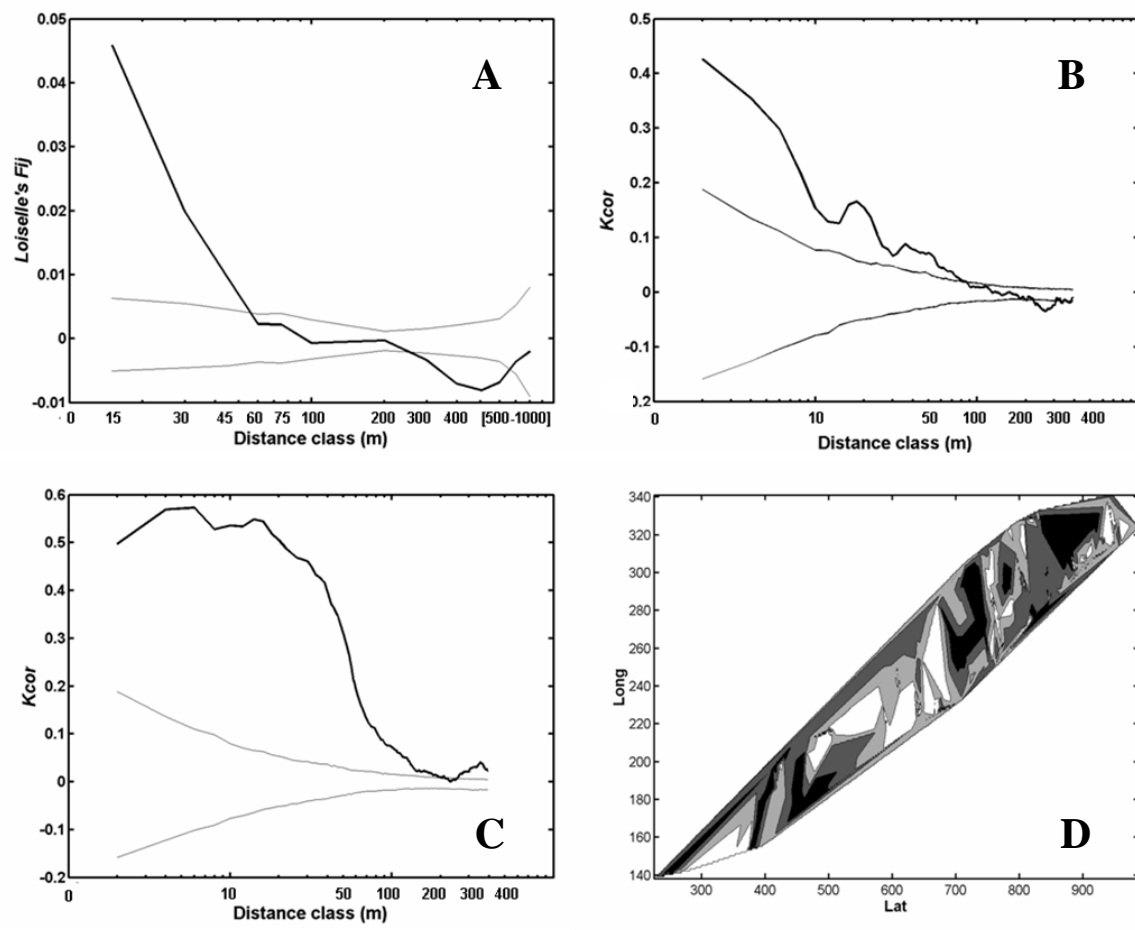 0.05
0.04
0.03
0.02
0.01
0
-0.01
Loiselle's Fij
A
0 15 30 45 60 75 100 200 300 400 [500-1000]
Distance class (m)
0.5
0.4
0.3
0.2
0.1
0
-0.1
0.2
Kcor
B
0 10 50 100 200 300 400
Distance class (m)
0.6
0.5
0.4
0.3
0.2
0.1
0
-0.1
-0.2
Kcor
C
0 10 50 100 200 300 400
Distance class (m)
340
320
300
280
260
240
220
200
180
160
140
Long
D
300 400 500 600 700 800 900
Lat